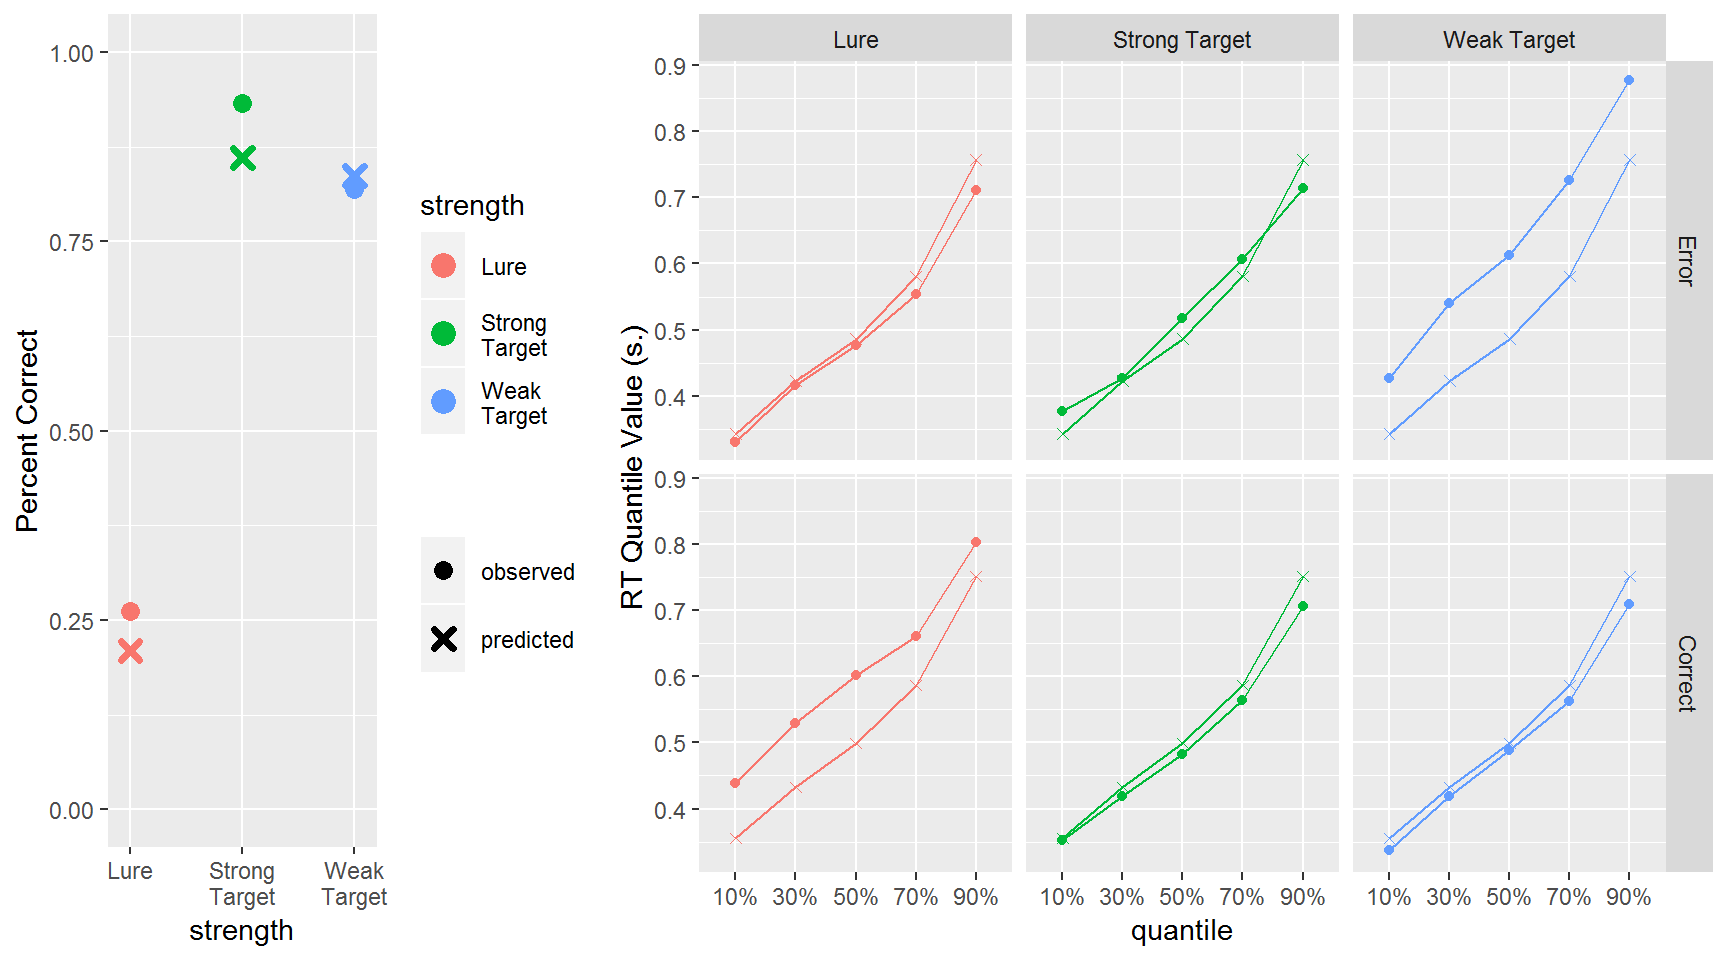 Percent Correct
1.00
0.75
0.50
0.25
0.00
Lure
Strong
Target
Weak
Target
strength
strength
Lure
Strong
Target
Weak
Target
observed
predicted
RT Quantile Value (s.)
Lure
Strong Target
Weak Target
0.9
0.8
0.7
0.6
0.5
0.4
Error
0.9
0.8
0.7
0.6
0.5
0.4
Correct
10% 30% 50% 70% 90%
10% 30% 50% 70% 90%
10% 30% 50% 70% 90%
quantile